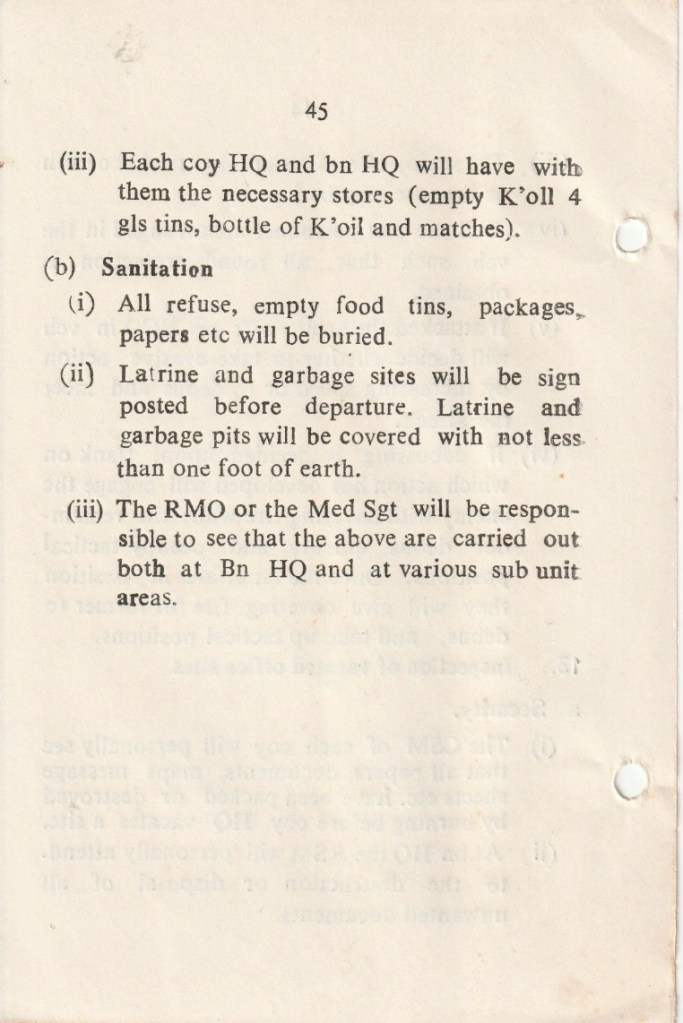 45
(iii) Each coy HQ and bn HQ will have with
them the necessary stores (empty K'oll 4
gls tins, bottle of K'oil and matches).
(b) Sanitation
(i) All refuse, empty food tins, packages,
papers etc will be buried.
(ii) Latrine and garbage sites will be sign
posted before departure. Latrine and
garbage pits will be covered with not less
than one foot of earth.
(iii) The RMO or the Med Sgt will be respon-
sible to see that the above are carried out
both at Bn HQ and at various sub unit
areas.